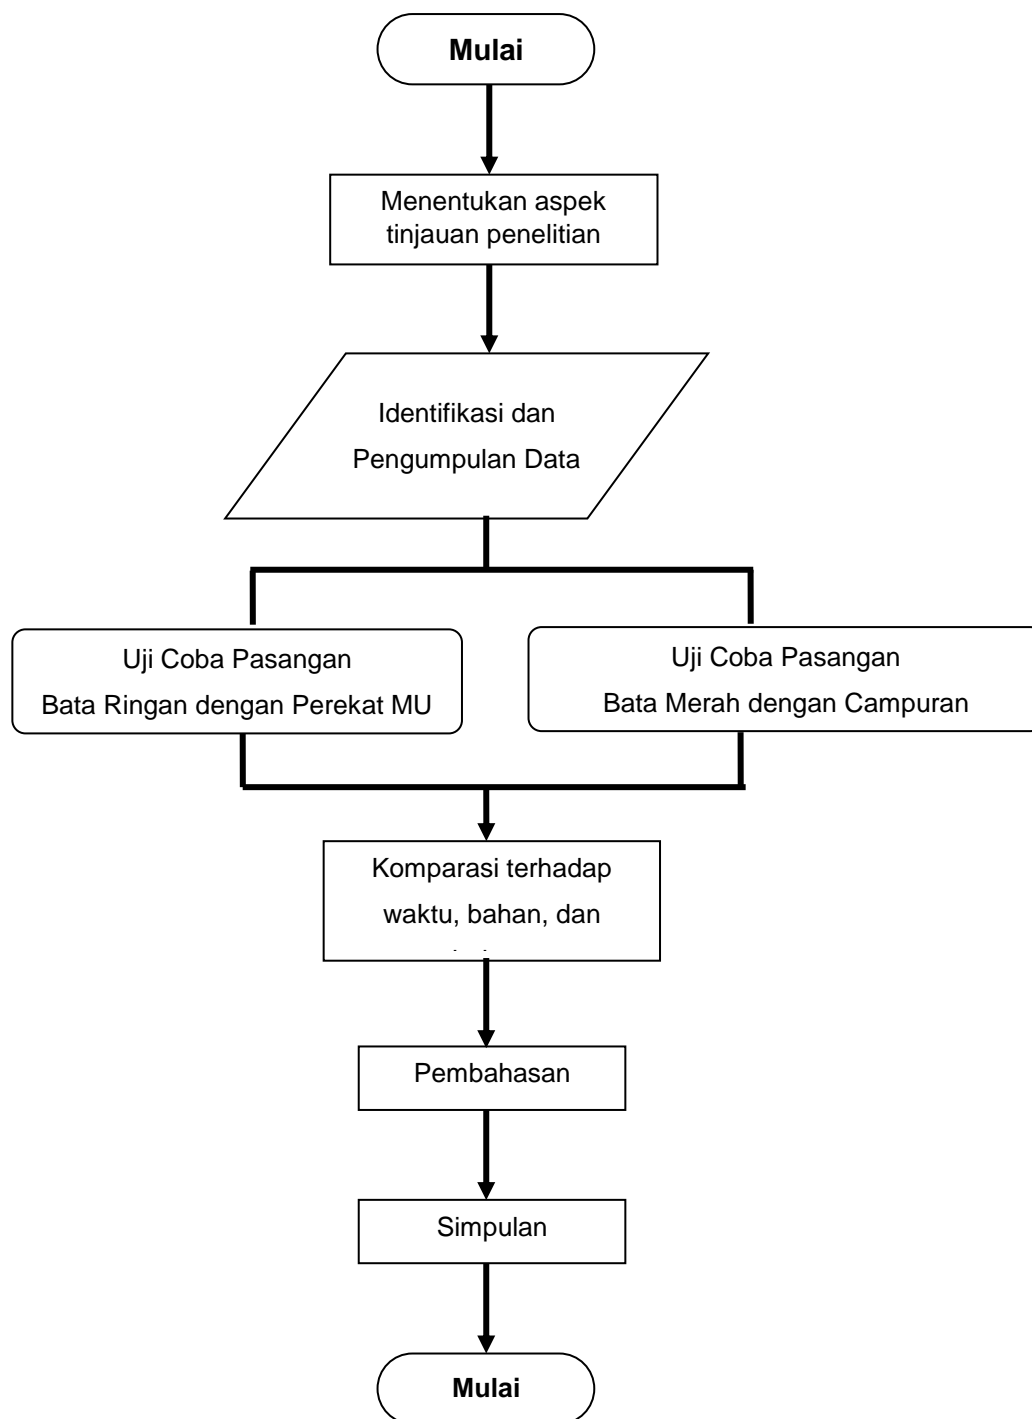 Mulai
Menentukan aspek
tinjauan penelitian
Identifikasi dan
Pengumpulan Data
Uji Coba Pasangan
Bata Ringan dengan Perekat MU
Uji Coba Pasangan
Bata Merah dengan Campuran
Komparasi terhadap
waktu, bahan, dan
Pembahasan
Simpulan
Mulai